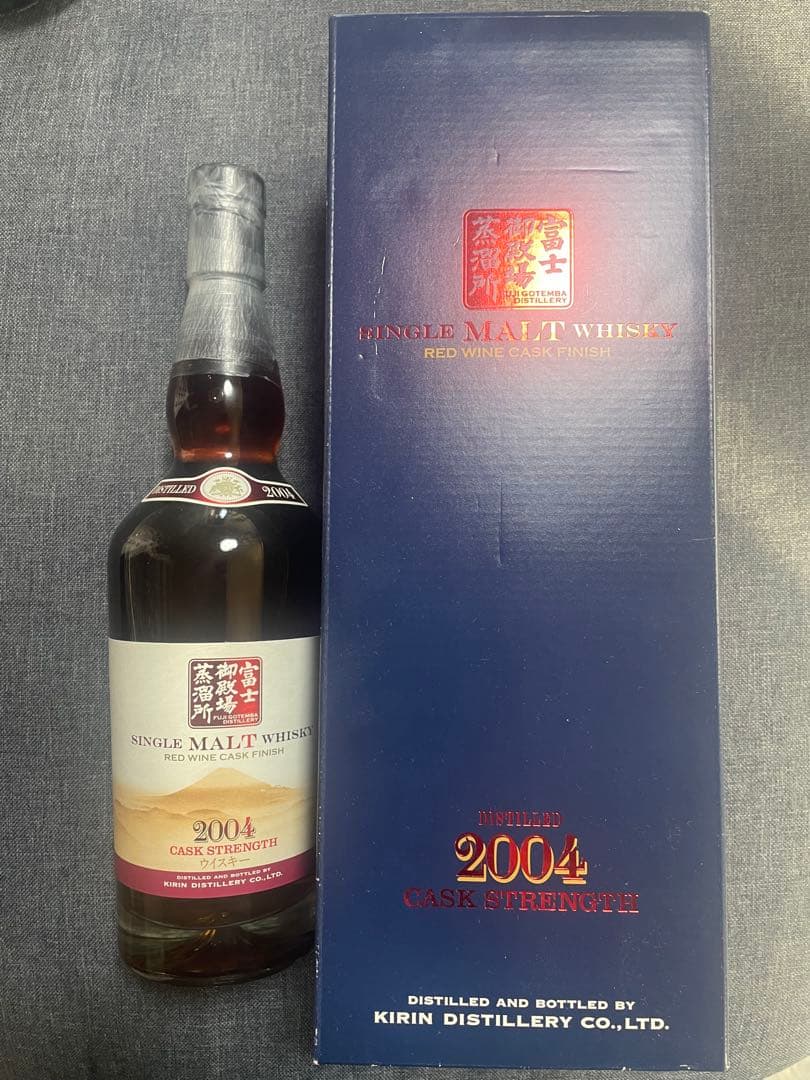 富士
御殿場
蒸溜所
FUJI GOTEMBA
DISTILLERY
SINGLE MALT WHISKY
RED WINE CASK FINISH
DISTILLED
2004
CASK STRENGTH
DISTILLED AND BOTTLED BY
KIRIN DISTILLERY CO.,LTD.
DISTILLED 2004
富士
御殿場
蒸溜所
FUJI GOTEMBA
DISTILLERY
SINGLE MALT WHISKY
RED WINE CASK FINISH
2004
CASK STRENGTH
ウイスキー
DISTILLED AND BOTTLED BY
KIRIN DISTILLERY CO.,LTD.